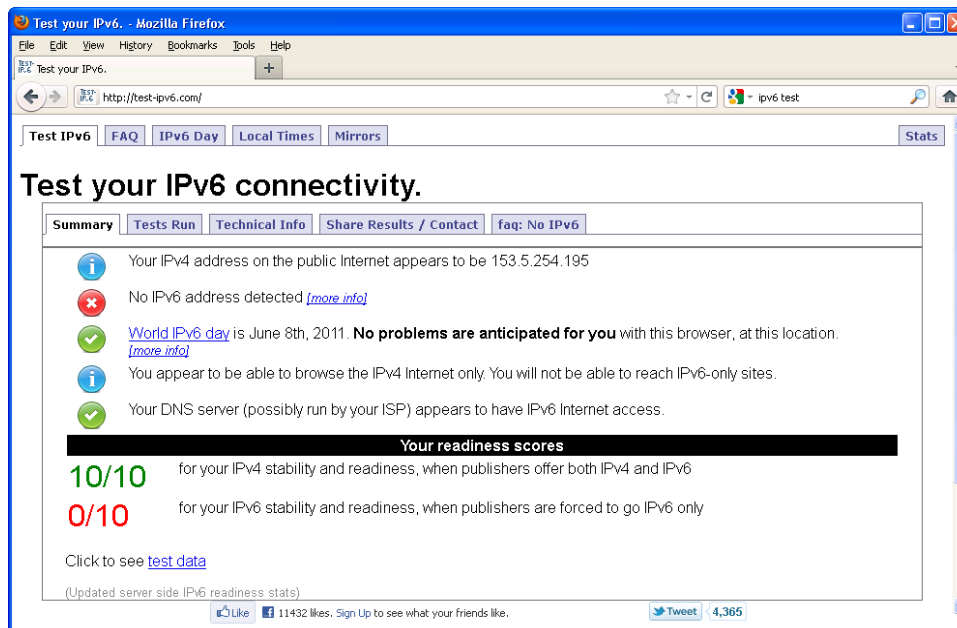 Test your IPv6. - Mozilla Firefox
File Edit View History Bookmarks Tools Help
TEST-IPv6 Test your IPv6. +
http://test-ipv6.com/ ipv6 test
Test IPv6 FAQ IPv6 Day Local Times Mirrors Stats
Test your IPv6 connectivity.
Summary Tests Run Technical Info Share Results / Contact faq: No IPv6
Your IPv4 address on the public Internet appears to be 153.5.254.195
No IPv6 address detected [more info]
World IPv6 day is June 8th, 2011. No problems are anticipated for you with this browser, at this location.
[more info]
You appear to be able to browse the IPv4 Internet only. You will not be able to reach IPv6-only sites.
Your DNS server (possibly run by your ISP) appears to have IPv6 Internet access.
Your readiness scores
10/10 for your IPv4 stability and readiness, when publishers offer both IPv4 and IPv6
0/10 for your IPv6 stability and readiness, when publishers are forced to go IPv6 only
Click to see test data
(Updated server side IPv6 readiness stats)
Like 11432 likes. Sign Up to see what your friends like. Tweet 4,365